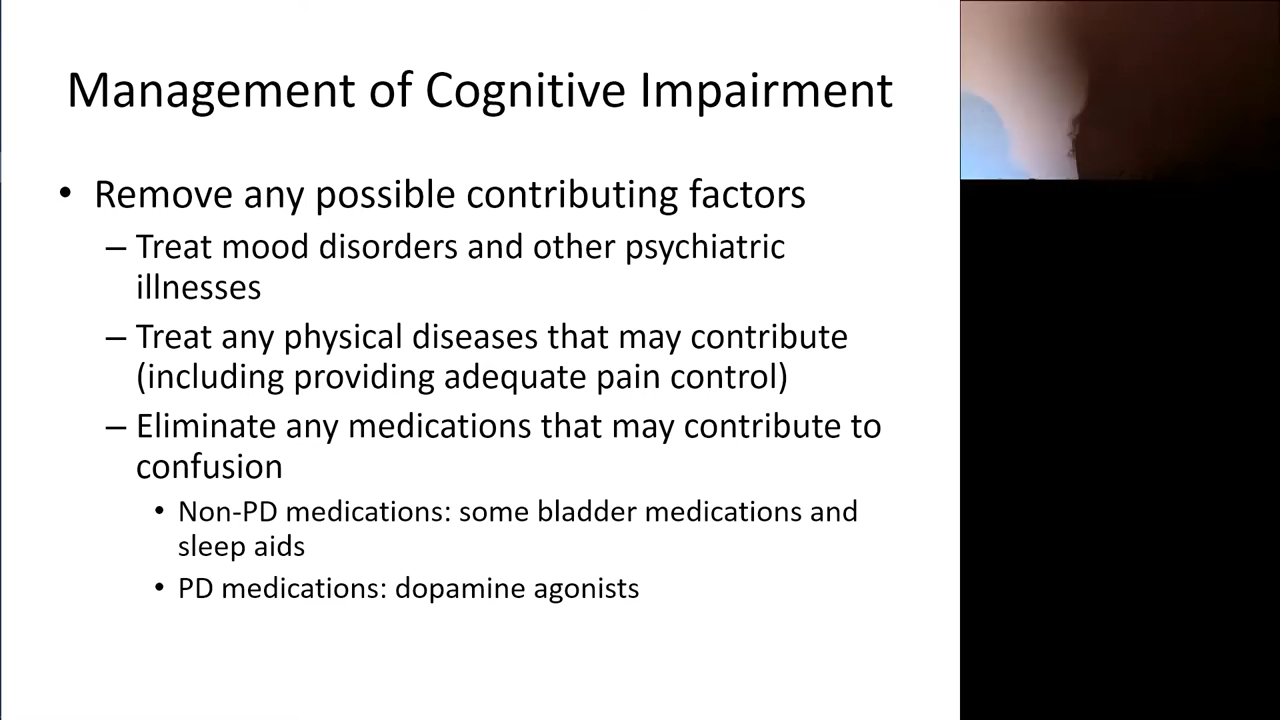 Management of Cognitive Impairment
• Remove any possible contributing factors
– Treat mood disorders and other psychiatric
illnesses
– Treat any physical diseases that may contribute
(including providing adequate pain control)
– Eliminate any medications that may contribute to
confusion
• Non-PD medications: some bladder medications and
sleep aids
• PD medications: dopamine agonists